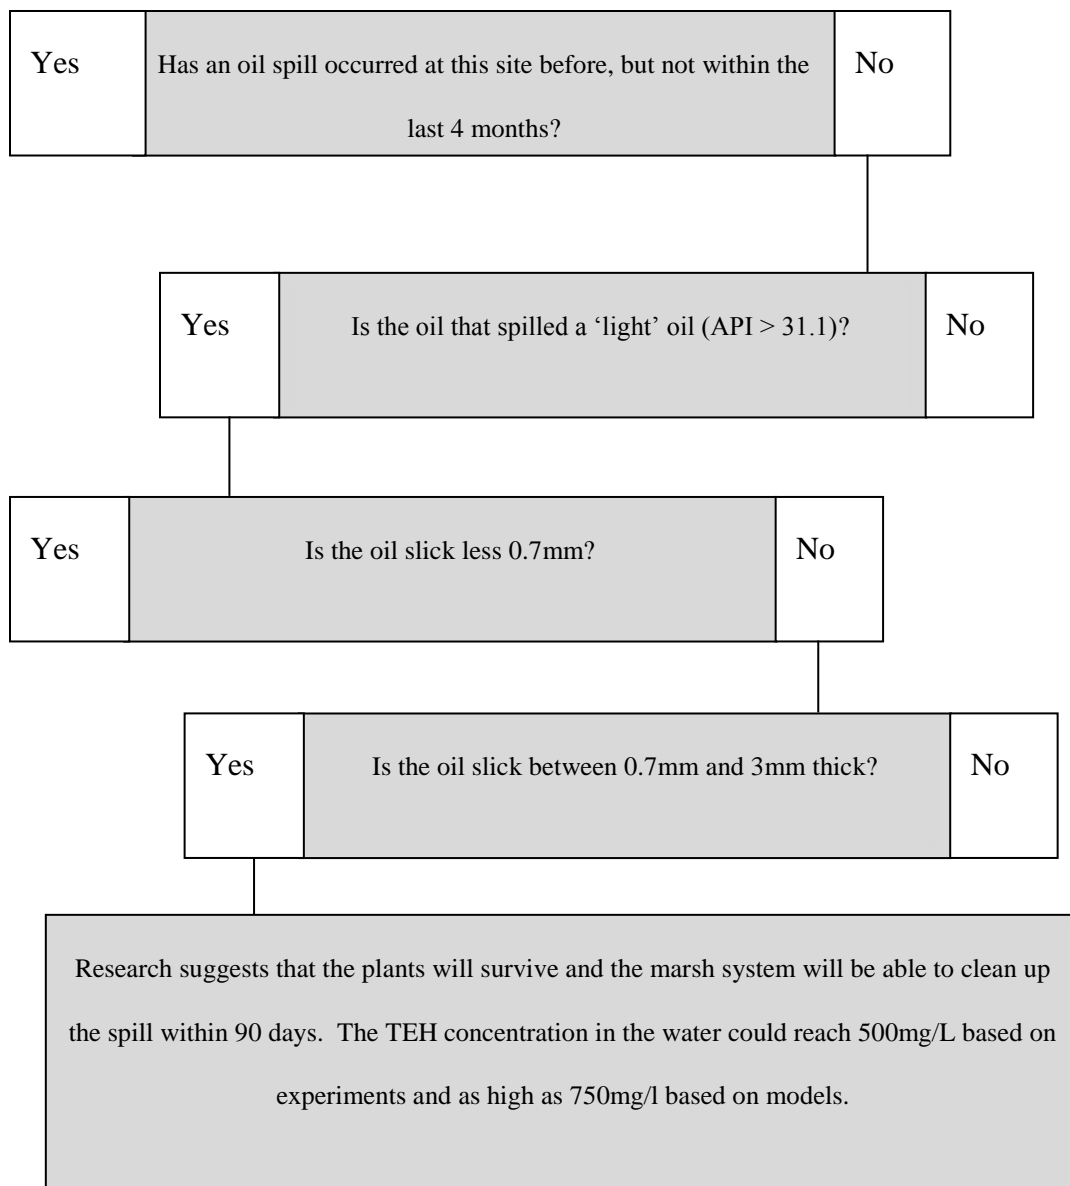 Yes
Has an oil spill occurred at this site before, but not within the
last 4 months?
No
Yes
Is the oil that spilled a ‘light’ oil (API > 31.1)?
No
Yes
Is the oil slick less 0.7mm?
No
Yes
Is the oil slick between 0.7mm and 3mm thick?
No
Research suggests that the plants will survive and the marsh system will be able to clean up
the spill within 90 days.  The TEH concentration in the water could reach 500mg/L based on
experiments and as high as 750mg/l based on models.